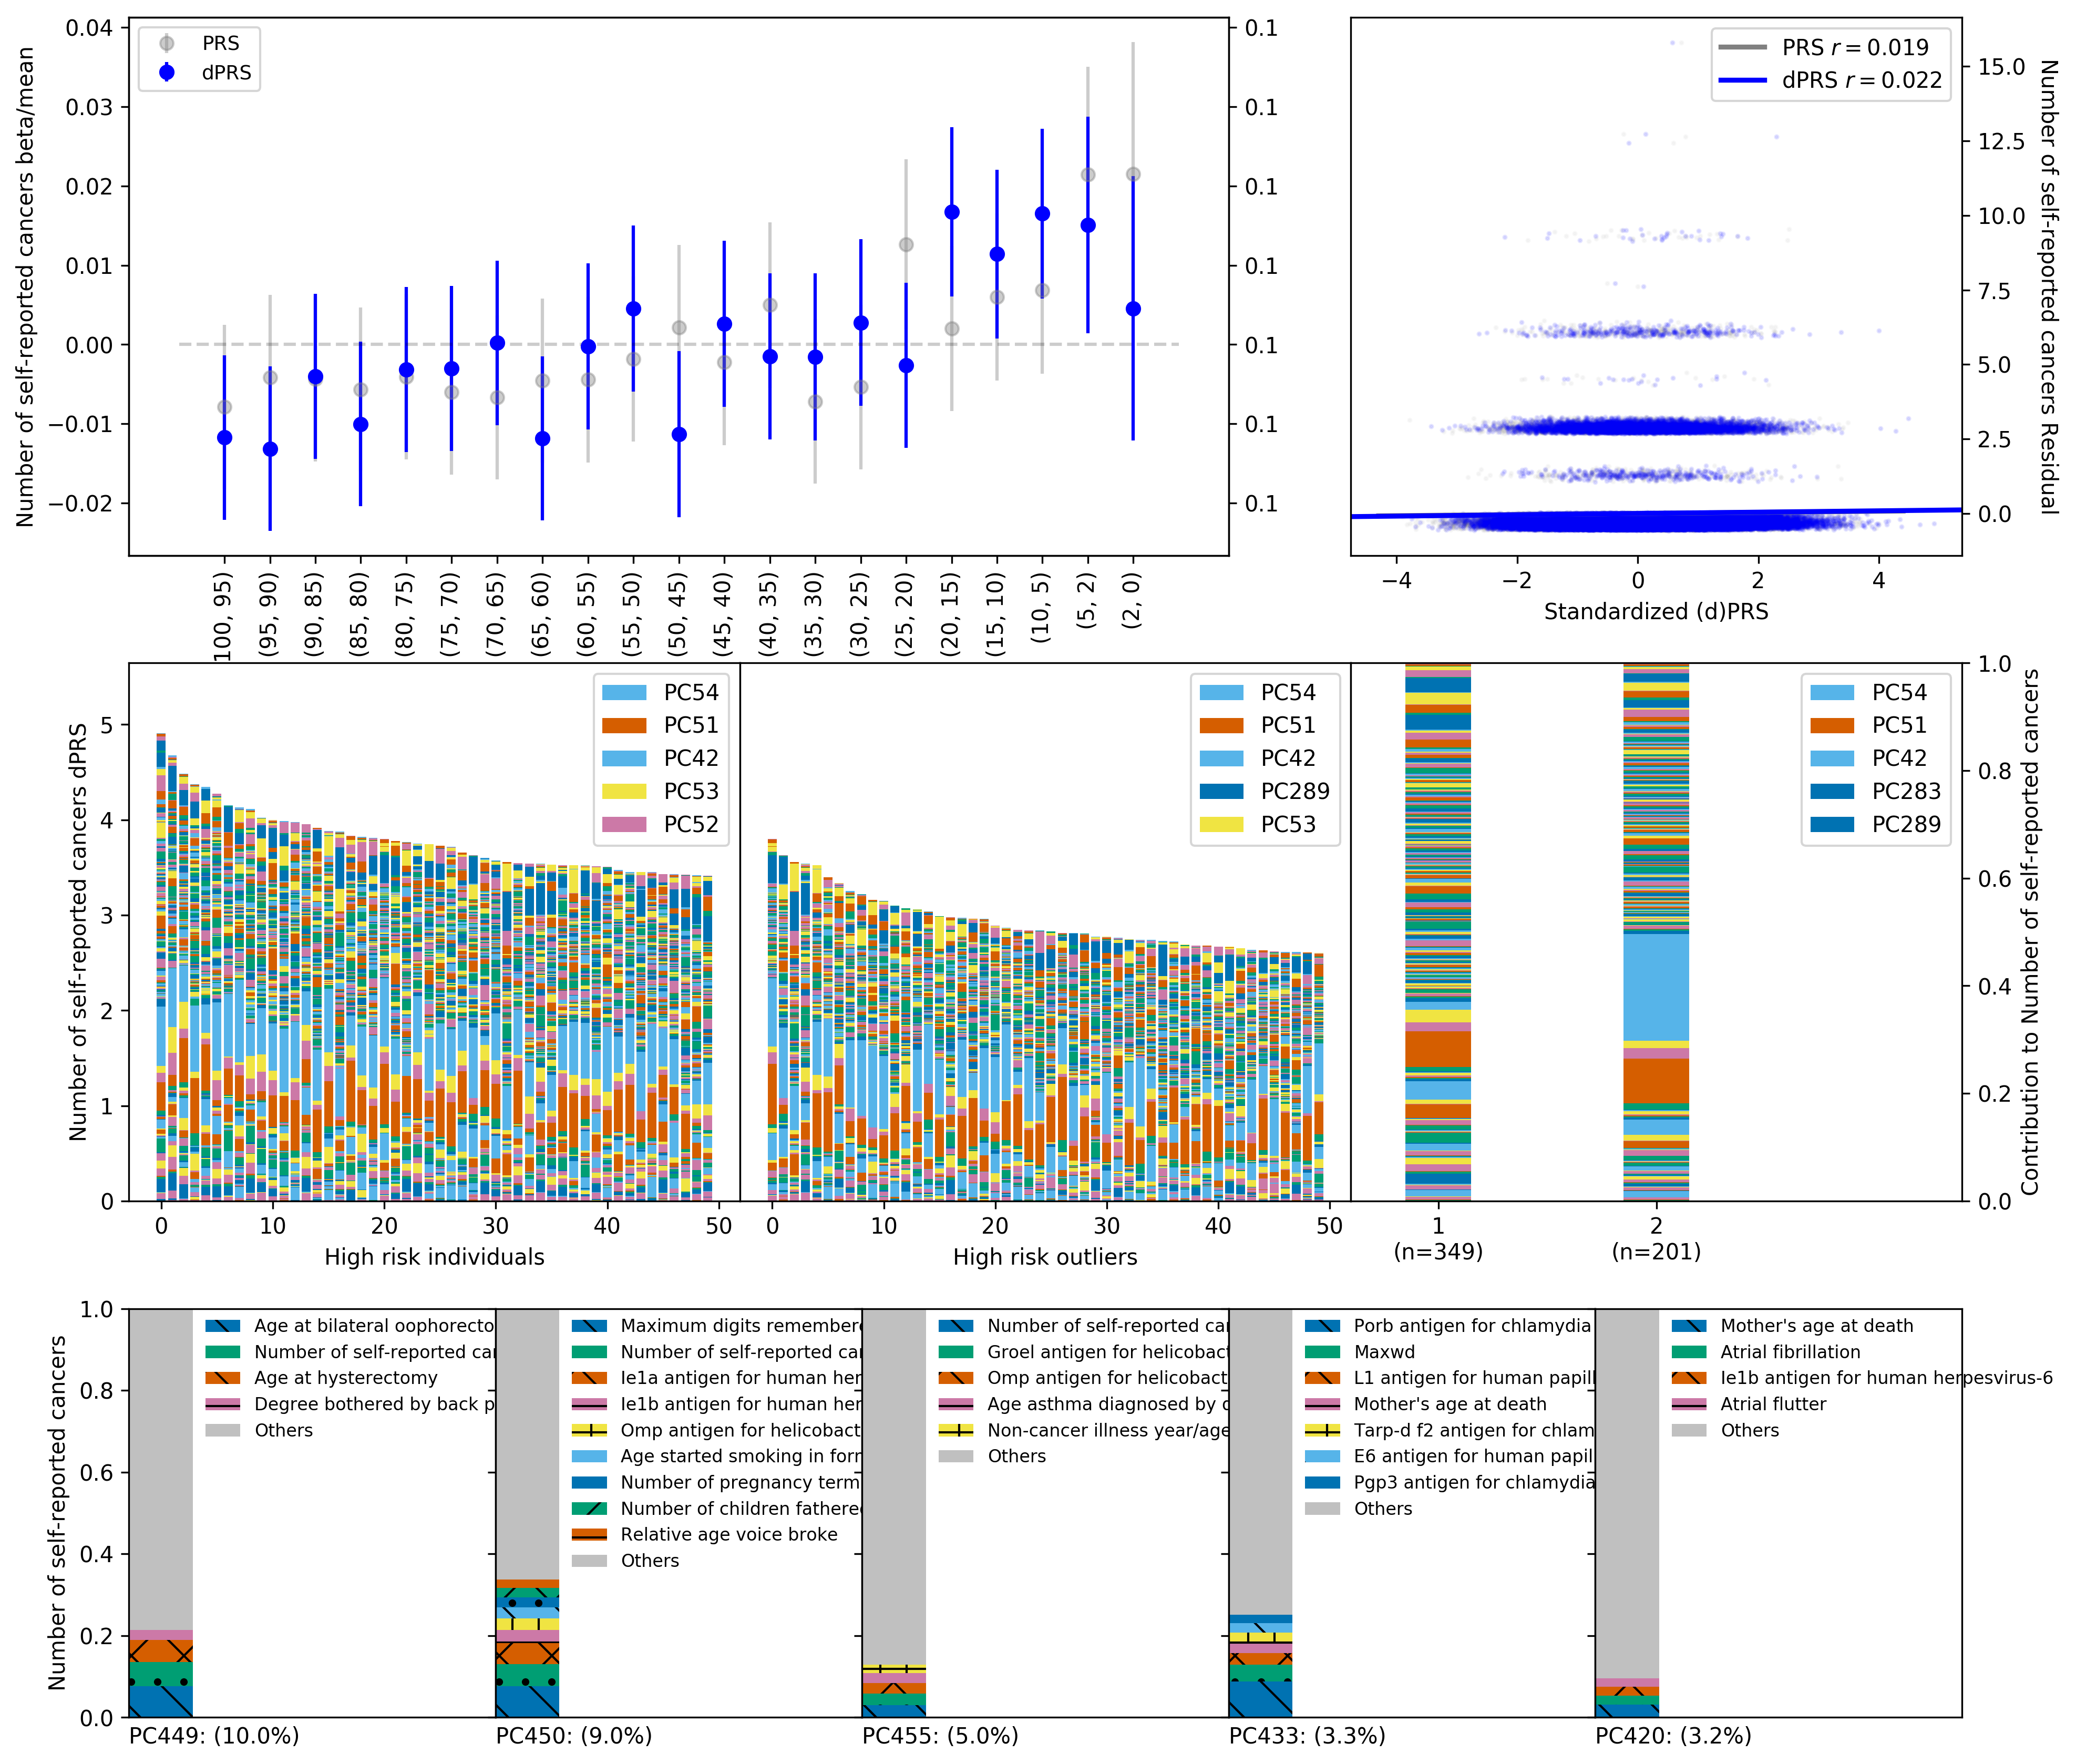 Number of self-reported cancers beta/mean
0.04
0.03
0.02
0.01
0.00
−0.01
−0.02
PRS
dPRS
0.1
0.1
0.1
0.1
0.1
0.1
0.1
100, 95)
(95, 90)
(90, 85)
(85, 80)
(80, 75)
(75, 70)
(70, 65)
(65, 60)
(60, 55)
(55, 50)
(50, 45)
(45, 40)
(40, 35)
(35, 30)
(30, 25)
(25, 20)
(20, 15)
(15, 10)
(10, 5)
(5, 2)
(2, 0)
PRS r = 0.019
dPRS r = 0.022
15.0
12.5
10.0
7.5
5.0
2.5
0.0
Number of self-reported cancers Residual
−4
−2
0
2
4
Standardized (d)PRS
Number of self-reported cancers dPRS
5
4
3
2
1
0
PC54
PC51
PC42
PC53
PC52
0
10
20
30
40
50
High risk individuals
PC54
PC51
PC42
PC289
PC53
0
10
20
30
40
50
High risk outliers
PC54
PC51
PC42
PC283
PC289
1
(n=349)
2
(n=201)
1.0
0.8
0.6
0.4
0.2
0.0
Contribution to Number of self-reported cancers
Number of self-reported cancers
1.0
0.8
0.6
0.4
0.2
0.0
Age at bilateral oophorecto
Number of self-reported can
Age at hysterectomy
Degree bothered by back p
Others
PC449: (10.0%)
Maximum digits remembere
Number of self-reported can
Ie1a antigen for human her
Ie1b antigen for human her
Omp antigen for helicobact
Age started smoking in forn
Number of pregnancy term
Number of children fathere
Relative age voice broke
Others
PC450: (9.0%)
Number of self-reported can
Groel antigen for helicobact
Omp antigen for helicobact
Age asthma diagnosed by d
Non-cancer illness year/age
Others
PC455: (5.0%)
Porb antigen for chlamydia
Maxwd
L1 antigen for human papill
Mother's age at death
Tarp-d f2 antigen for chlam
E6 antigen for human papil
Pgp3 antigen for chlamydia
Others
PC433: (3.3%)
Mother's age at death
Atrial fibrillation
Ie1b antigen for human herpesvirus-6
Atrial flutter
Others
PC420: (3.2%)